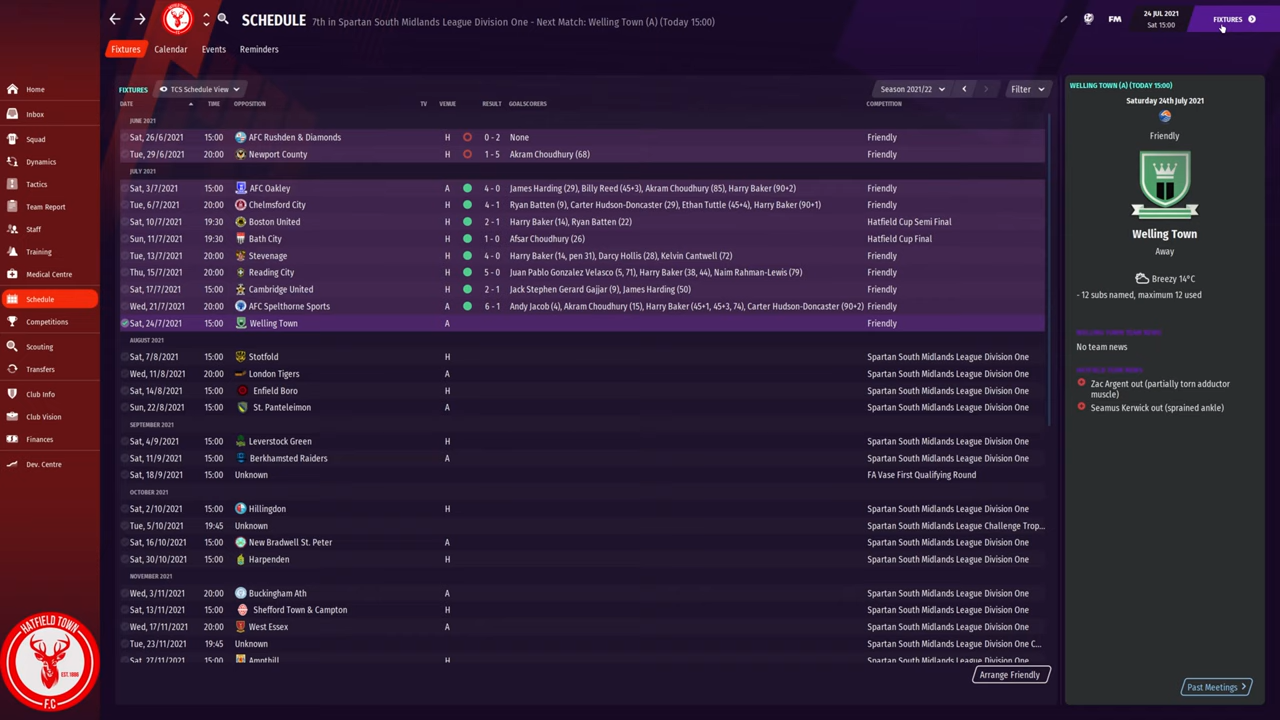 SCHEDULE 7th in Spartan South Midlands League Division One - Next Match: Welling Town (A) (Today 15:00)
FM
24 JUL 2021
Sat 15:00
FIXTURES
Fixtures Calendar Events Reminders
Home
Inbox
Squad
Dynamics
Tactics
Team Report
Staff
Training
Medical Centre
Schedule
Competitions
Scouting
Transfers
Club Info
Club Vision
Finances
Dev. Centre
HATFIELD TOWN
F.C
FIXTURES TCS Schedule View Season 2021/22 Filter
DATE TIME OPPOSITION TV VENUE RESULT GOALSCORERS COMPETITION
JUNE 2021
Sat, 26/6/2021 15:00 AFC Rushden & Diamonds H 0 - 2 None Friendly
Tue, 29/6/2021 20:00 Newport County H 1 - 5 Akram Choudhury (68) Friendly
JULY 2021
Sat, 3/7/2021 15:00 AFC Oakley A 4 - 0 James Harding (29), Billy Reed (45+3), Akram Choudhury (85), Harry Baker (90+2) Friendly
Tue, 6/7/2021 20:00 Chelmsford City H 4 - 1 Ryan Batten (9), Carter Hudson-Doncaster (29), Ethan Tuttle (45+4), Harry Baker (90+1) Friendly
Sat, 10/7/2021 19:30 Boston United H 2 - 1 Harry Baker (14), Ryan Batten (22) Hatfield Cup Semi Final
Sun, 11/7/2021 19:30 Bath City H 1 - 0 Afsar Choudhury (26) Hatfield Cup Final
Tue, 13/7/2021 20:00 Stevenage H 4 - 0 Harry Baker (14, pen 31), Darcy Hollis (28), Kelvin Cantwell (72) Friendly
Thu, 15/7/2021 20:00 Reading City H 5 - 0 Juan Pablo Gonzalez Velasco (5, 71), Harry Baker (38, 44), Naim Rahman-Lewis (79) Friendly
Sat, 17/7/2021 15:00 Cambridge United H 2 - 1 Jack Stephen Gerard Gajjar (9), James Harding (50) Friendly
Wed, 21/7/2021 20:00 AFC Spelthorne Sports A 6 - 1 Andy Jacob (4), Akram Choudhury (15), Harry Baker (45+1, 45+3, 74), Carter Hudson-Doncaster (90+2) Friendly
Sat, 24/7/2021 15:00 Welling Town A Friendly
AUGUST 2021
Sat, 7/8/2021 15:00 Stotfold H Spartan South Midlands League Division One
Wed, 11/8/2021 20:00 London Tigers A Spartan South Midlands League Division One
Sat, 14/8/2021 15:00 Enfield Boro H Spartan South Midlands League Division One
Sun, 22/8/2021 15:00 St. Panteleimon A Spartan South Midlands League Division One
SEPTEMBER 2021
Sat, 4/9/2021 15:00 Leverstock Green H Spartan South Midlands League Division One
Sat, 11/9/2021 15:00 Berkhamsted Raiders A Spartan South Midlands League Division One
Sat, 18/9/2021 15:00 Unknown FA Vase First Qualifying Round
OCTOBER 2021
Sat, 2/10/2021 15:00 Hillingdon H Spartan South Midlands League Division One
Tue, 5/10/2021 19:45 Unknown Spartan South Midlands League Challenge Trop...
Sat, 16/10/2021 15:00 New Bradwell St. Peter A Spartan South Midlands League Division One
Sat, 30/10/2021 15:00 Harpenden H Spartan South Midlands League Division One
NOVEMBER 2021
Wed, 3/11/2021 20:00 Buckingham Ath A Spartan South Midlands League Division One
Sat, 13/11/2021 15:00 Shefford Town & Campton H Spartan South Midlands League Division One
Wed, 17/11/2021 20:00 West Essex A Spartan South Midlands League Division One
Tue, 23/11/2021 19:45 Unknown Spartan South Midlands League Division One C...
Sat, 27/11/2021 15:00 Ampthill H Spartan South Midlands League Division One
Arrange Friendly
WELLING TOWN (A) (TODAY 15:00)
Saturday 24th July 2021
Friendly
Welling Town
Away
Breezy 14°C
- 12 subs named, maximum 12 used
WELLING TOWN TEAM NEWS
No team news
HATFIELD TOWN NEWS
Zac Argent out (partially torn adductor
muscle)
Seamus Kerwick out (sprained ankle)
Past Meetings